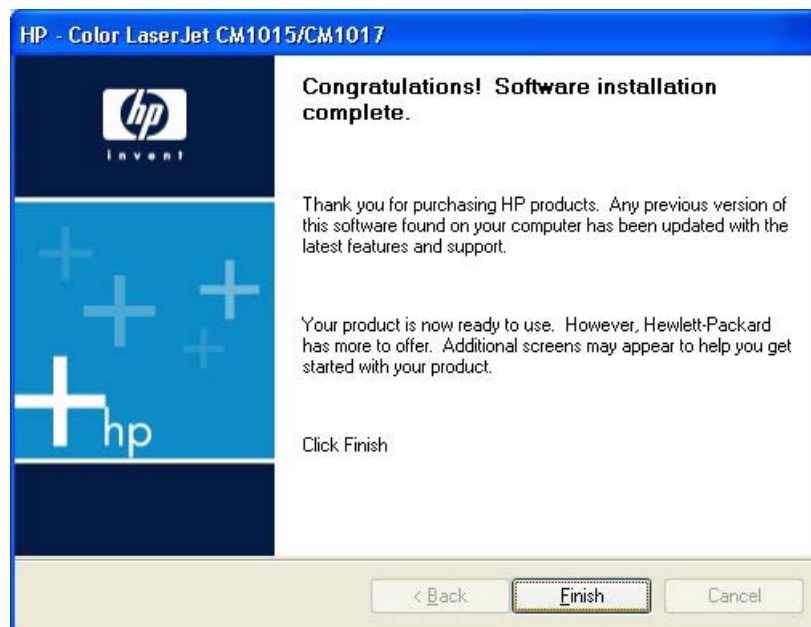 HP - Color LaserJet CM1015/CM1017
hp
invent
Congratulations! Software installation
complete.
Thank you for purchasing HP products. Any previous version of
this software found on your computer has been updated with the
latest features and support.
Your product is now ready to use. However, Hewlett-Packard
has more to offer. Additional screens may appear to help you get
started with your product.
hp
Click Finish
< Back
Finish
Cancel